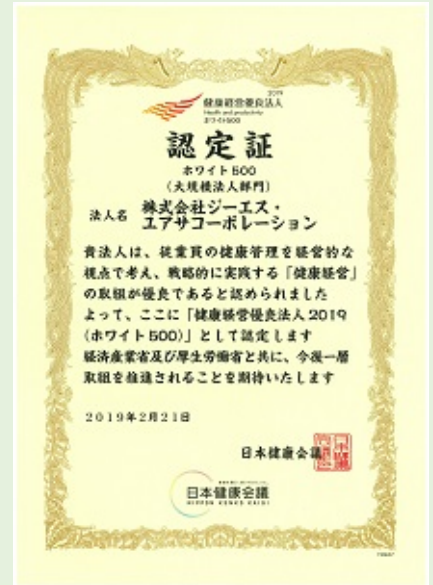 2019
健康経営優良法人
Health and productivity
ホワイト500
認定証
ホワイト500
(大規模法人部門)
法人名 株式会社ジーエス・
ユアサコーポレーション
貴法人は、従業員の健康管理を経営的な
視点で考え、戦略的に実践する「健康経営」
の取組が優良であると認められました
よって、ここに「健康経営優良法人2019
(ホワイト500)」として認定します
経済産業省及び厚生労働省と共に、今後一層
取組を推進されることを期待いたします
2019年2月21日
日本健康会議
日本健康会議
NIPPON KENKO KAIGI